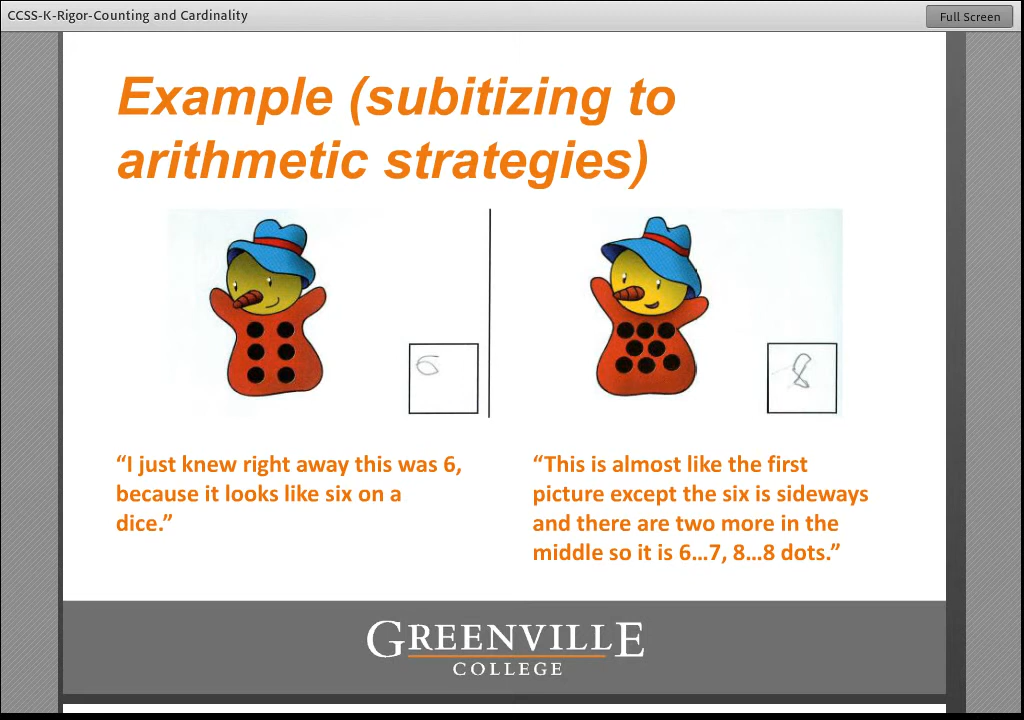 CCSS-K-Rigor-Counting and Cardinality
Full Screen
Example (subitizing to
arithmetic strategies)
6
8
“I just knew right away this was 6,
because it looks like six on a
dice.”
“This is almost like the first
picture except the six is sideways
and there are two more in the
middle so it is 6...7, 8...8 dots.”
GREENVILLE
COLLEGE